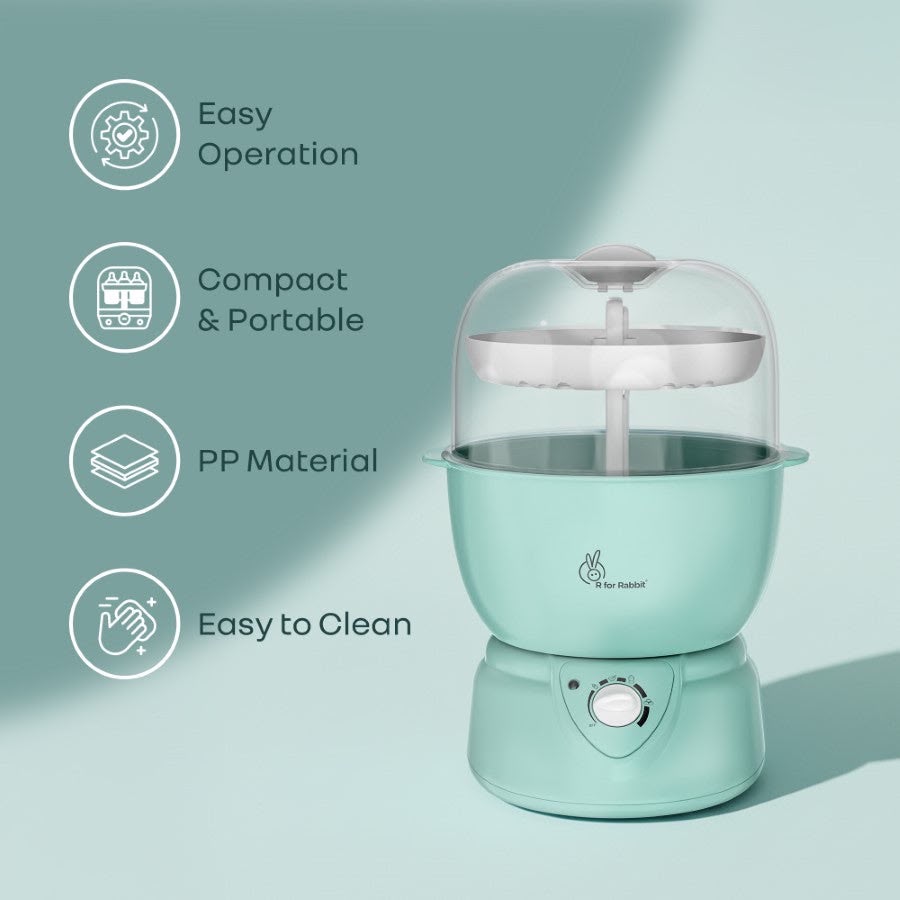 Easy
Operation
Compact
& Portable
PP Material
Easy to Clean
R for Rabbit